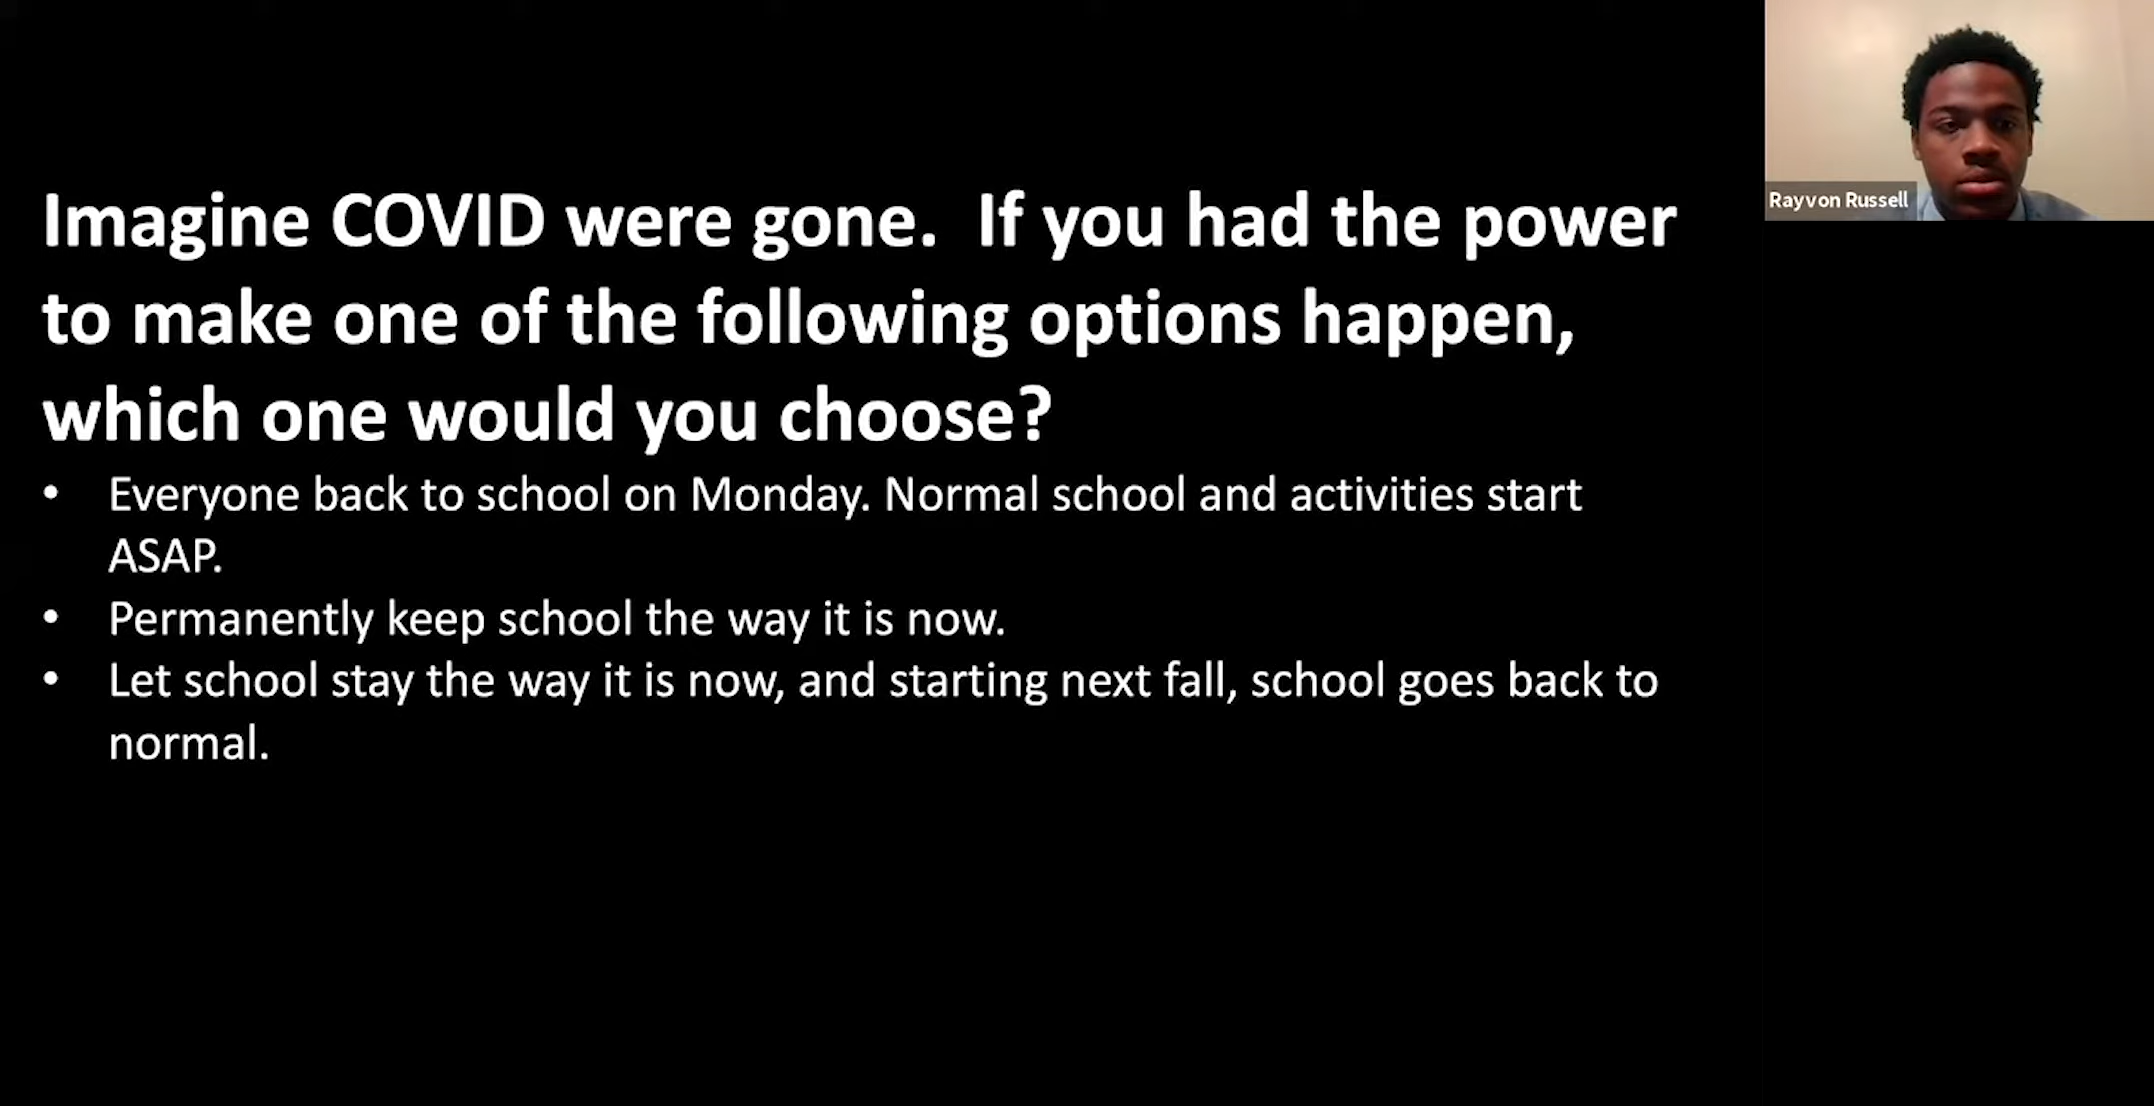 Imagine COVID were gone.  If you had the power
to make one of the following options happen,
which one would you choose?
• Everyone back to school on Monday. Normal school and activities start
ASAP.
• Permanently keep school the way it is now.
• Let school stay the way it is now, and starting next fall, school goes back to
normal.
Rayvon Russell